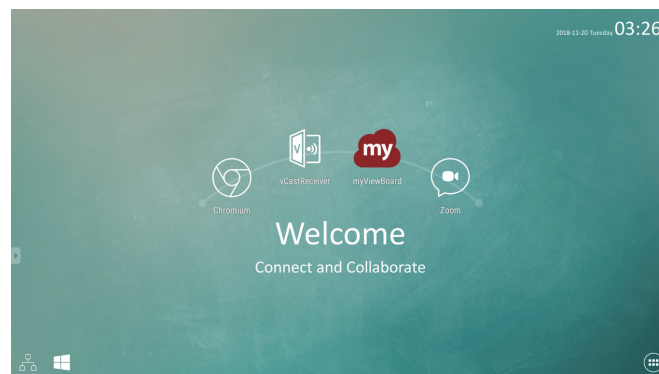 2018-11-20 Tuesday 03:26
V
my
vCastReceiver
myViewBoard
Chromium
Zoom
Welcome
Connect and Collaborate